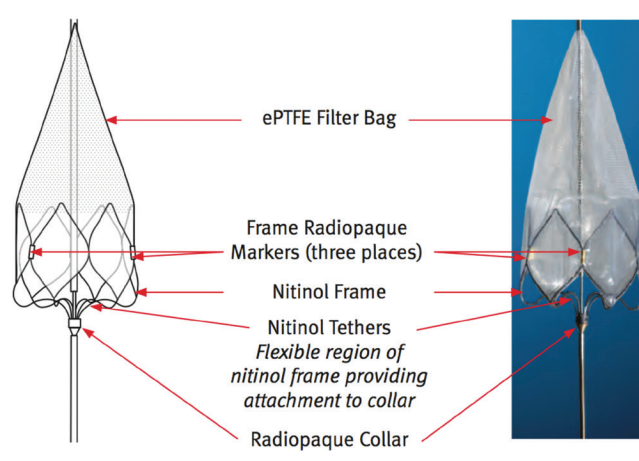 ePTFE Filter Bag
Frame Radiopaque
Markers (three places)
Nitinol Frame
Nitinol Tethers
Flexible region of
nitinol frame providing
attachment to collar
Radiopaque Collar